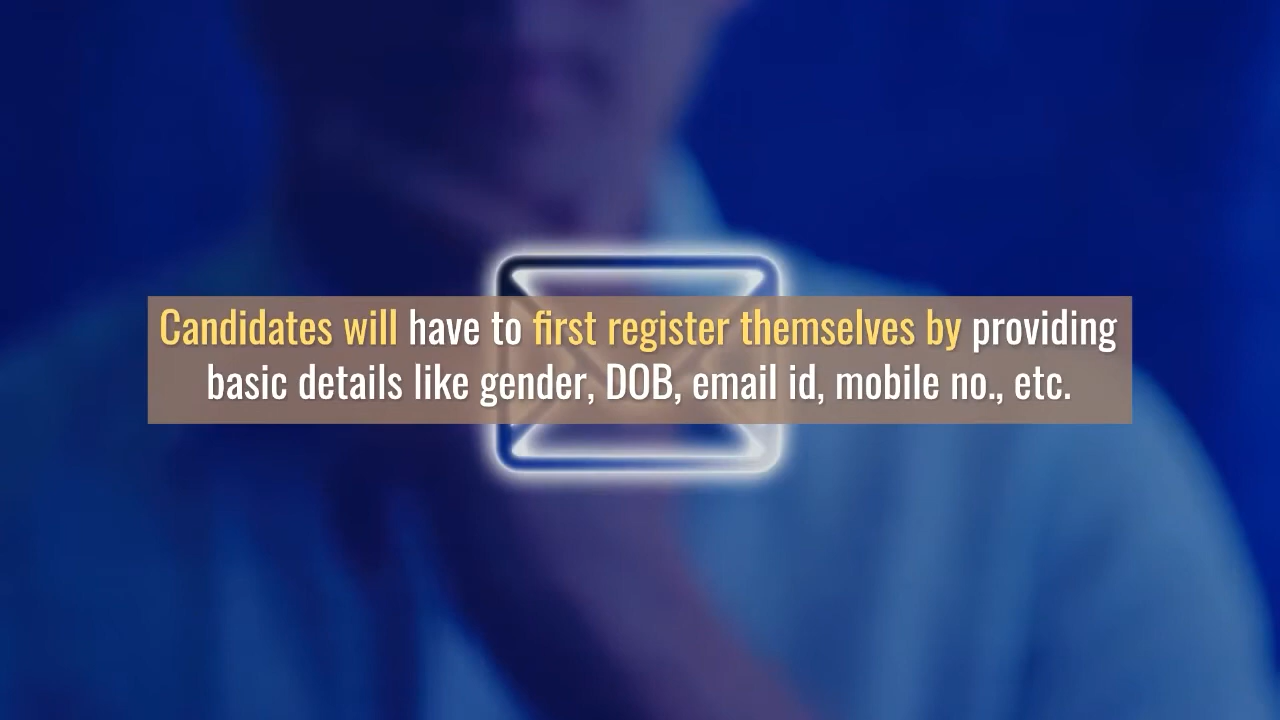 Candidates will have to first register themselves by providing
basic details like gender, DOB, email id, mobile no., etc.